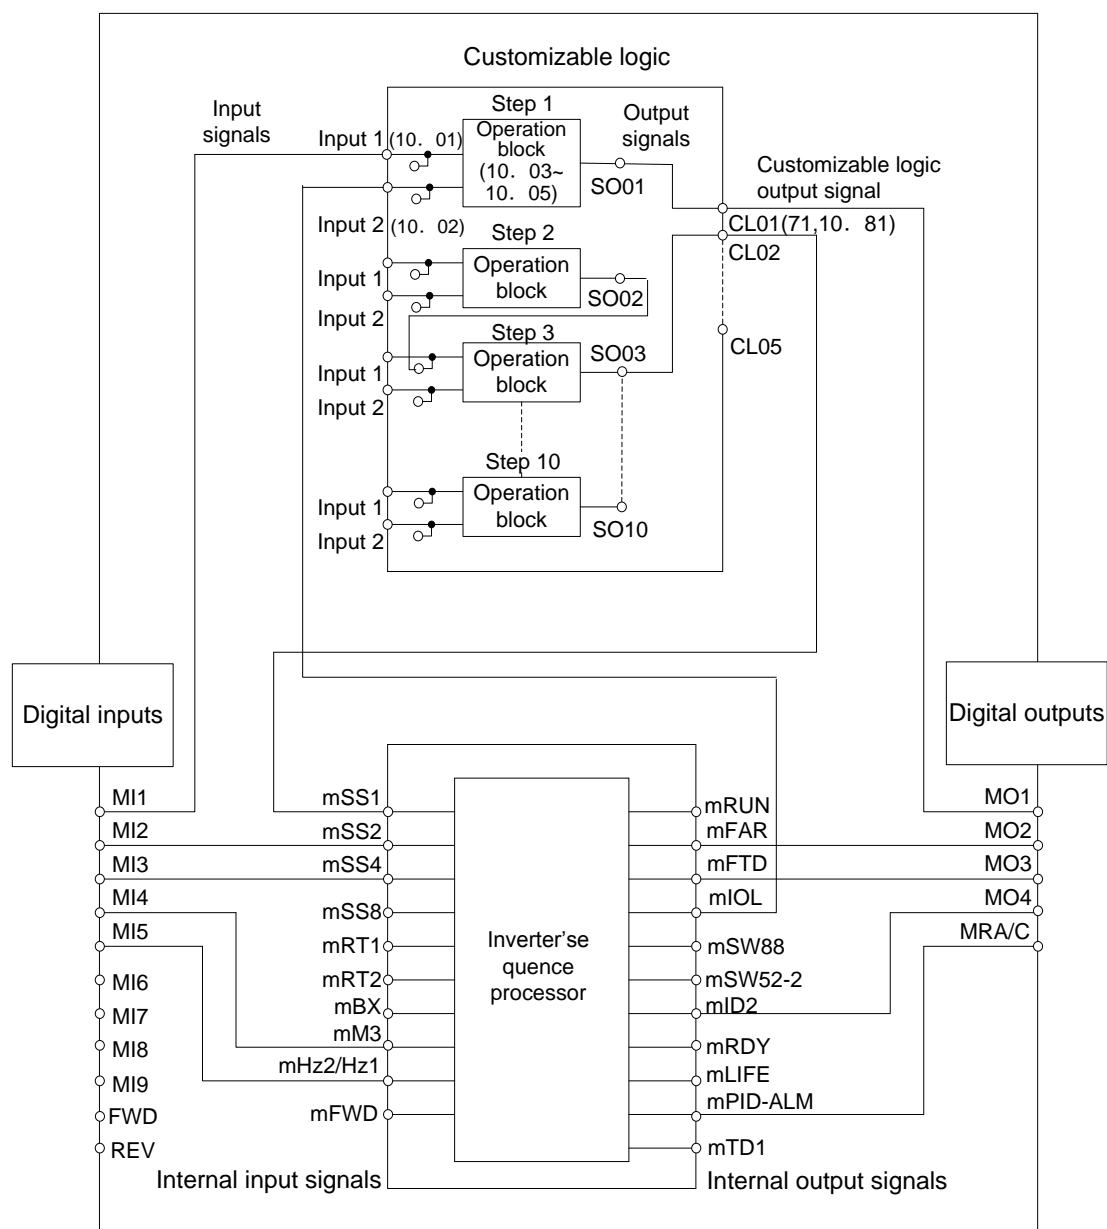 Customizable logic
Input
signals
Step 1
Output
signals
Input 1 (10. 01)
Operation
block
(10. 03~
10. 05)
SO01
Customizable logic
output signal
Input 2 (10. 02)
CL01(71,10. 81)
Step 2
CL02
Input 1
Operation
block
SO02
Input 2
Step 3
SO03
CL05
Input 1
Operation
block
Input 2
Step 10
Input 1
Operation
block
SO10
Input 2
Digital inputs
Digital outputs
MI1
MI2
MI3
MI4
MI5
MI6
MI7
MI8
MI9
FWD
REV
mSS1
mSS2
mSS4
mSS8
mRT1
mRT2
mBX
mM3
mHz2/Hz1
mFWD
Inverter'se
quence
processor
mRUN
mFAR
mFTD
mIOL
mSW88
mSW52-2
mID2
mRDY
mLIFE
mPID-ALM
mTD1
MO1
MO2
MO3
MO4
MRA/C
Internal input signals
Internal output signals